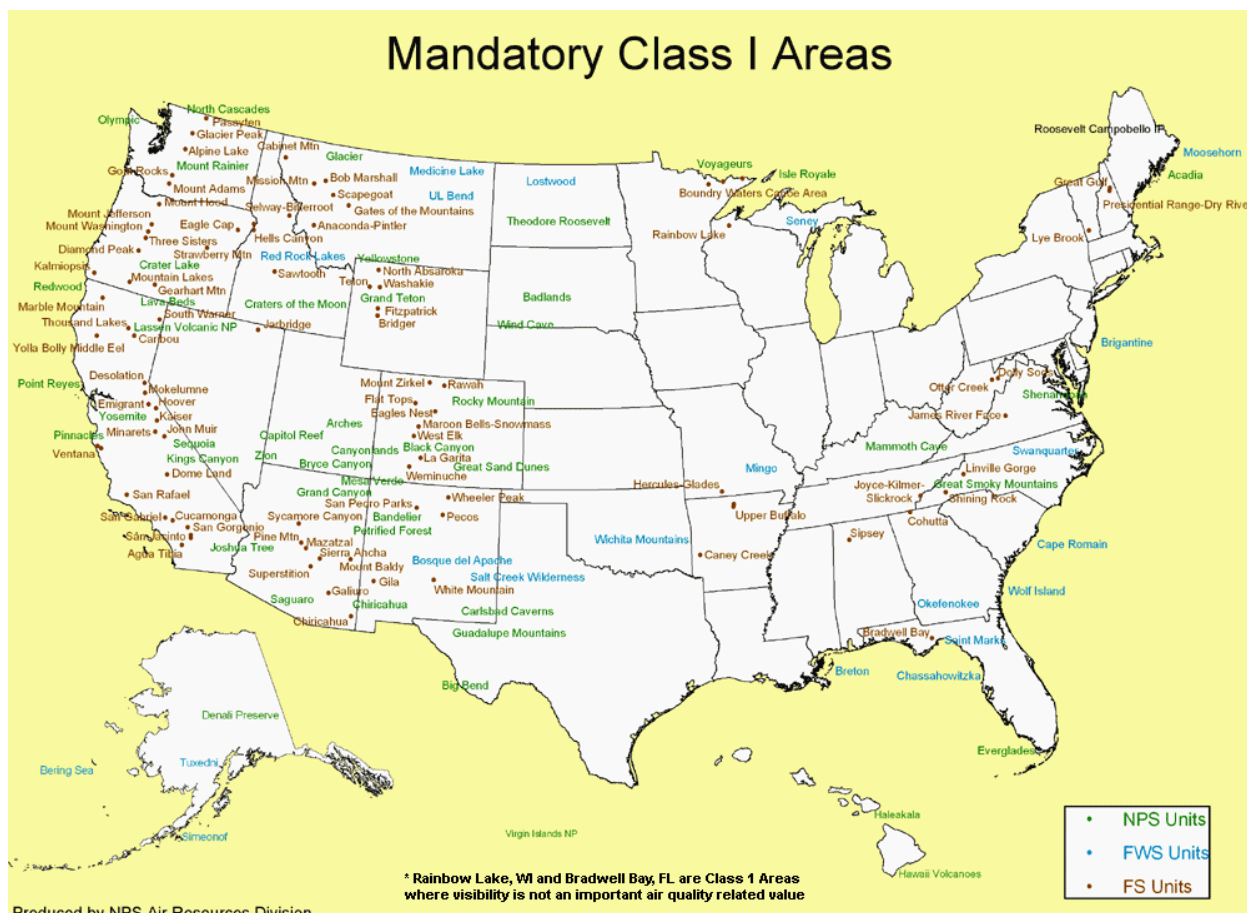 Mandatory Class I Areas
North Cascades
Pasayten
Olympic
Glacier Peak
Alpine Lake
Mount Rainier
Goat Rocks
Mount Adams
Mount Hood
Mount Jefferson
Mount Washington
Three Sisters
Diamond Peak
Strawberry Mtn
Eagle Cap
Hells Canyon
Kalmiopsis
Crater Lake
Mountain Lakes
Gearhart Mtn
Redwood
Lava Beds
Marble Mountain
South Warner
Thousand Lakes
Lassen Volcanic NP
Caribou
Yolla Bolly Middle Eel
Desolation
Mokelumne
Point Reyes
Hoover
Emigrant
Kaiser
Yosemite
John Muir
Minarets
Pinnacles
Sequoia
Ventana
Kings Canyon
Dome Land
San Rafael
San Gabriel
Cucamonga
San Gorgonio
San Jacinto
Agua Tibia
Joshua Tree
Cabinet Mtn
Glacier
Medicine Lake
Mission Mtn
Bob Marshall
Scapegoat
UL Bend
Selway-Bitterroot
Gates of the Mountains
Anaconda-Pintler
Red Rock Lakes
Yellowstone
Sawtooth
North Absaroka
Teton
Washakie
Craters of the Moon
Grand Teton
Fitzpatrick
Bridger
Jarbridge
Lostwood
Theodore Roosevelt
Badlands
Wind Cave
Mount Zirkel
Rawah
Flat Tops
Rocky Mountain
Eagles Nest
Maroon Bells-Snowmass
Arches
West Elk
Capitol Reef
Canyonlands
Black Canyon
Zion
La Garita
Bryce Canyon
Great Sand Dunes
Weminuche
Mesa Verde
Grand Canyon
Wheeler Peak
San Pedro Parks
Bandelier
Pecos
Sycamore Canyon
Petrified Forest
Pine Mtn
Mazatzal
Sierra Ancha
Mount Baldy
Superstition
Bosque del Apache
Salt Creek Wilderness
Gila
White Mountain
Galiuro
Saguaro
Chiricahua
Chiricahua
Carlsbad Caverns
Guadalupe Mountains
Big Bend
Voyageurs
Isle Royale
Boundry Waters Canoe Area
Rainbow Lake
Seney
Mingo
Hercules-Glades
Upper Buffalo
Wichita Mountains
Caney Creek
Roosevelt Campobello IP
Moosehorn
Acadia
Great Gulf
Presidential Range-Dry Rive
Lye Brook
Brigantine
Dolly Sods
Otter Creek
Shenandoah
James River Face
Mammoth Cave
Swanquarter
Linville Gorge
Joyce-Kilmer-
Slickrock
Great Smoky Mountains
Shining Rock
Cohutta
Sipsey
Cape Romain
Wolf Island
Okefenokee
Bradwell Bay
Saint Marks
Breton
Chassahowitzka
Everglades
Denali Preserve
Bering Sea
Tuxedni
Simeonof
Virgin Islands NP
Haleakala
Hawaii Volcanoes
NPS Units
FWS Units
FS Units
* Rainbow Lake, WI and Bradwell Bay, FL are Class 1 Areas
where visibility is not an important air quality related value
Produced by NPS Air Resources Division